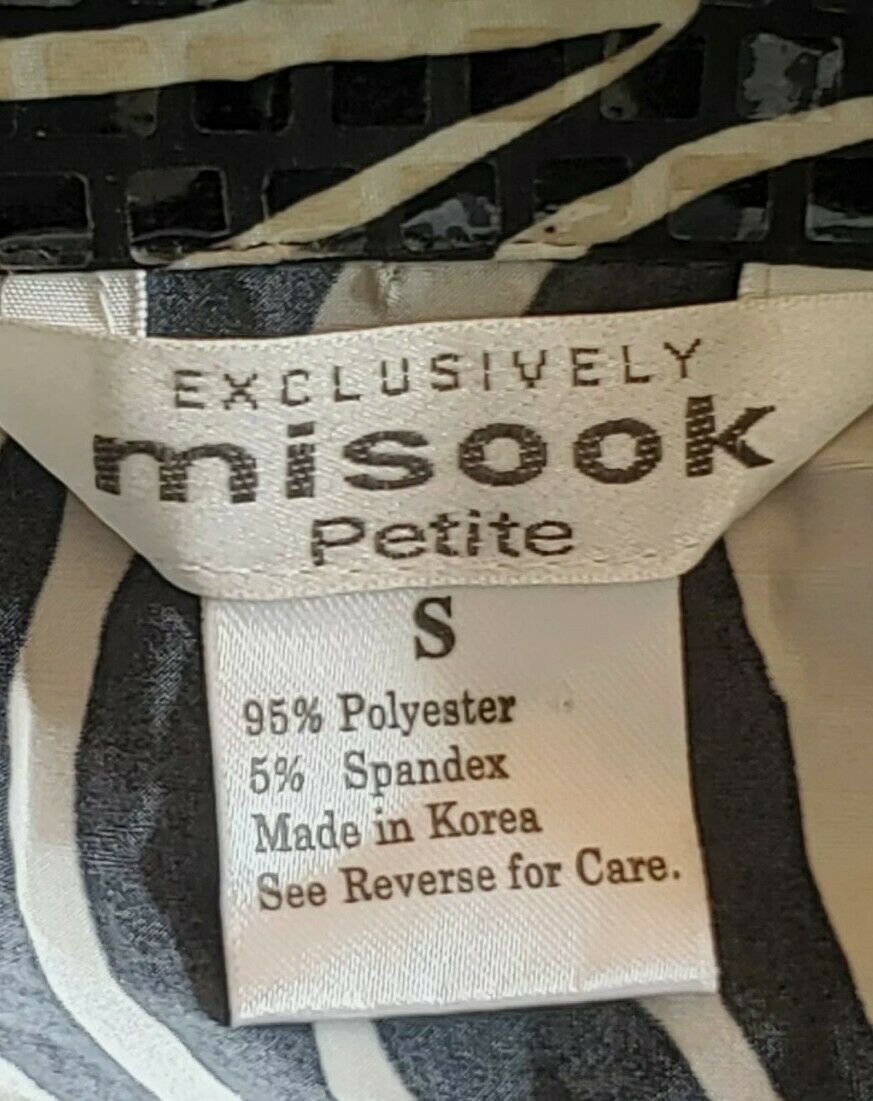 EXCLUSIVELY
misook
Petite
S
95% Polyester
5% Spandex
Made in Korea
See Reverse for Care.